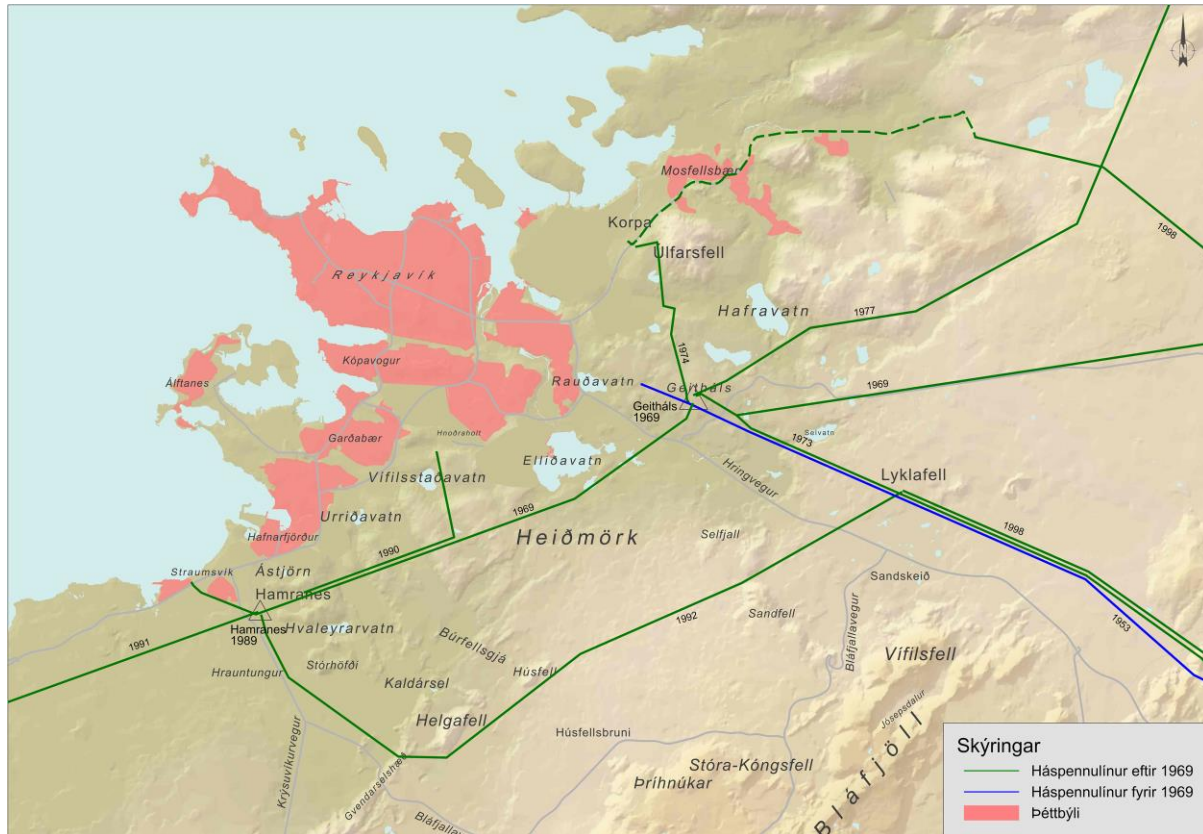 N
Mosfellsbær
Korpa
Úlfarsfell
1998
Reykjavík
Hafravatn
1977
Kópavogur
1974
Álftanes
Rauðavatn
Geitháls
1969
Geitháls
1969
Garðabær
Hnoðraholt
1973
Selvatn
Elliðavatn
Vífilsstaðavatn
Hringvegur
Lyklafell
1969
Urriðavatn
Heiðmörk
Selfjall
Hafnarfjörður
1990
1998
Straumsvík
Ástjörn
Sandskeið
Hamranes
Sandfell
1953
Hamranes
1989
Hvaleyrarvatn
1992
Bláfjallavegur
1991
Búrfellsgjá
Vífilsfell
Stórhöfði
Hrauntungur
Húsfell
Kaldársel
Jósepsdalur
Helgafell
Húsfellsbruni
Krýsuvíkurvegur
Gvendarselshæð
Stóra-Kóngsfell
Þríhnúkar
Bláfjöll
Bláfjallave
Skýringar
Háspennulínur eftir 1969
Háspennulínur fyrir 1969
Þéttbýli